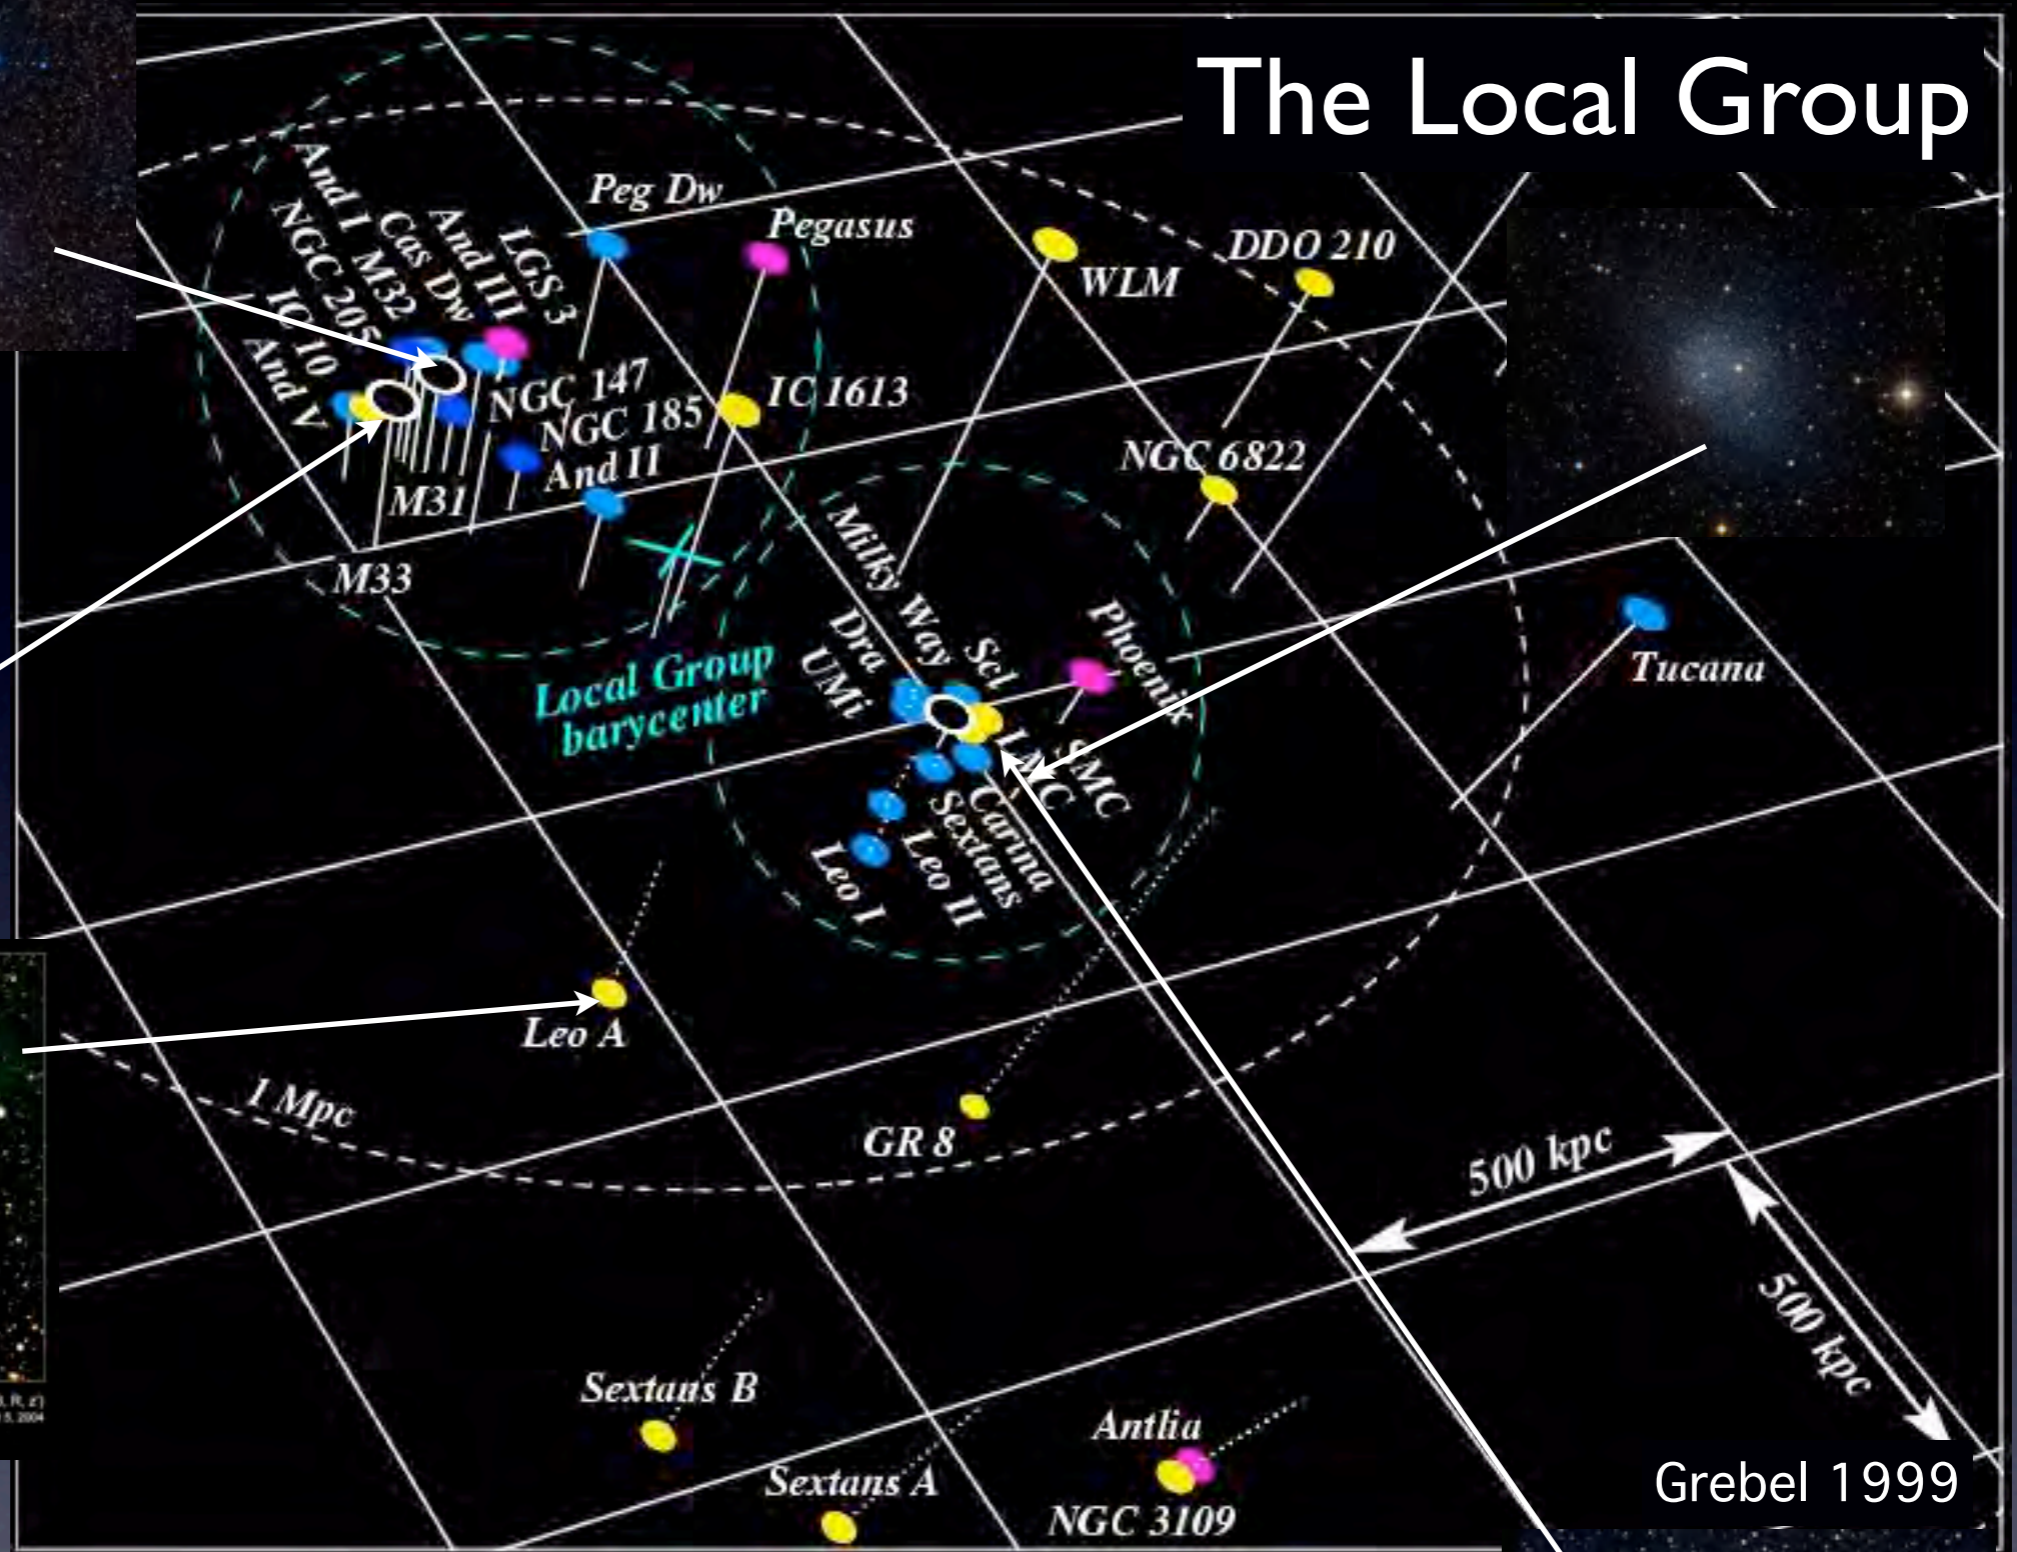 The Local Group
Peg Dw
Pegasus
WLM
DDO 210
And I
M32
NGC 205
Cas Dw
And III
LGS 3
IC 10
And V
NGC 147
NGC 185
And II
IC 1613
NGC 6822
M31
M33
Milky Way
Scl
Dra
UMi
Phoenix
Tucana
Local Group
barycenter
LMC
SMC
Carina
Sextans
Leo II
Leo I
Leo A
1 Mpc
GR 8
500 kpc
500 kpc
Sextans B
Sextans A
Antlia
NGC 3109
Grebel 1999